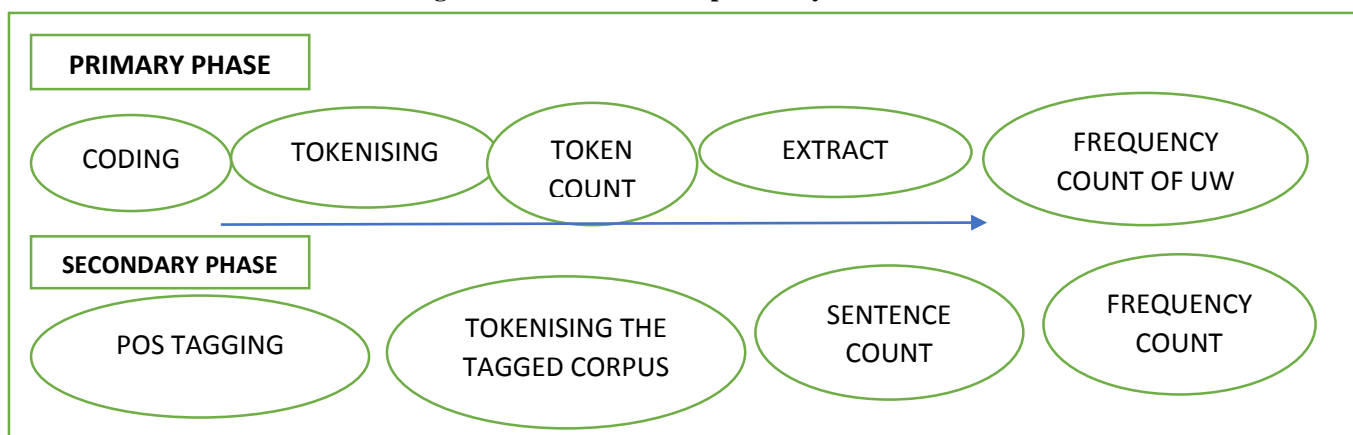 PRIMARY PHASE
CODING
TOKENISING
TOKEN
COUNT
EXTRACT
FREQUENCY
COUNT OF UW
SECONDARY PHASE
POS TAGGING
TOKENISING THE
TAGGED CORPUS
SENTENCE
COUNT
FREQUENCY
COUNT